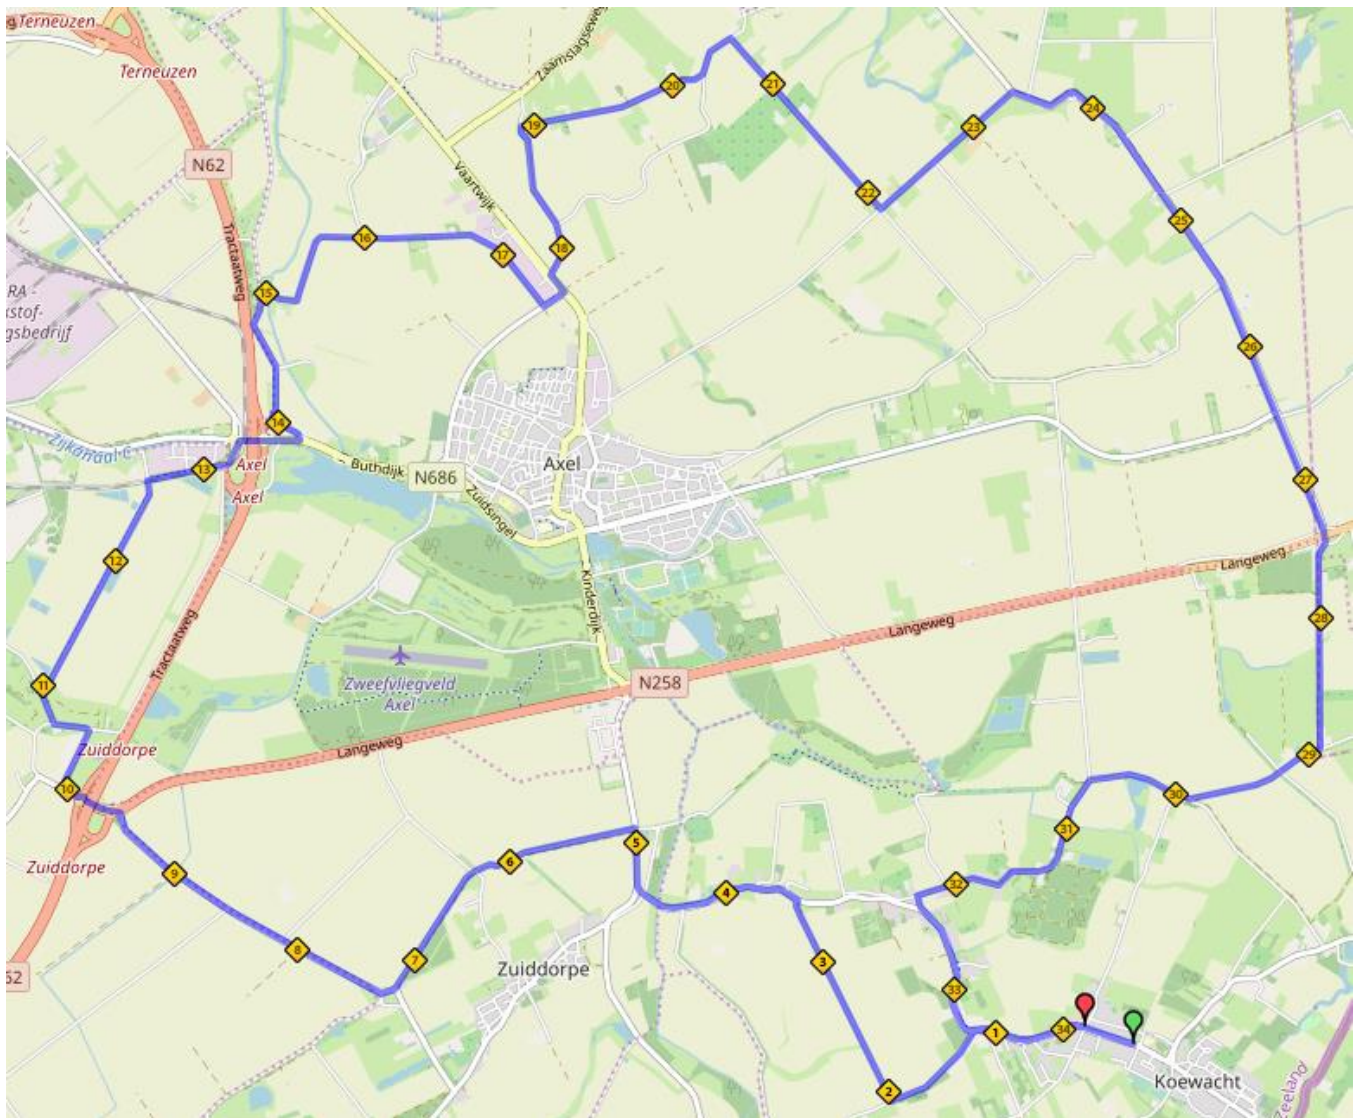 Terneuzen
Terneuzen
Zaamslagseweg
20
21
24
19
23
N62
Vaartwijk
22
25
Tractaatweg
16
18
17
15
RA -
kstof-
gsbedrijf
26
14
Zijkanaal C
Axel
Axel
13
Buthdijk
N686
27
Axel
Zuidsingel
12
Langeweg
Kinderdijk
28
Langeweg
Tractaatweg
11
Zweefvliegveld
Axel
N258
Zuiddorpe
Langeweg
29
10
30
31
5
Zuiddorpe
6
9
32
4
8
7
3
Zuiddorpe
62
33
34
1
2
Koewacht
Zeeland